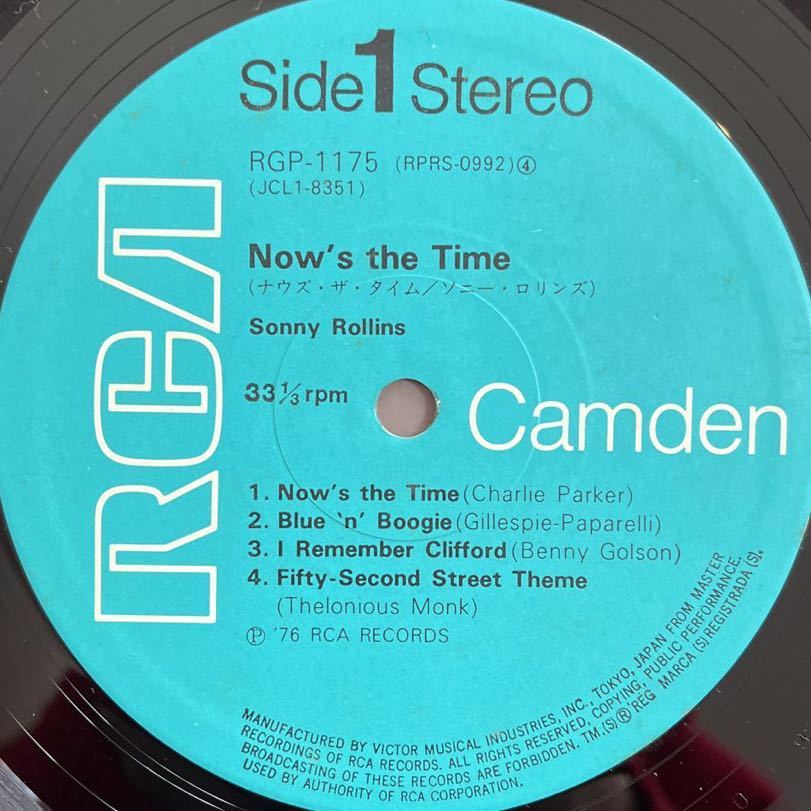 Side 1 Stereo
RGP-1175 (RPRS-0992)④
(JCL1-8351)
Now's the Time
(ナウズ・ザ・タイム/ソニー・ロリンズ)
Sonny Rollins
33 1/3 rpm
RCA
Camden
1. Now's the Time (Charlie Parker)
2. Blue 'n' Boogie (Gillespie-Paparelli)
3. I Remember Clifford (Benny Golson)
4. Fifty-Second Street Theme
(Thelonious Monk)
Ⓟ '76 RCA RECORDS
MANUFACTURED BY VICTOR MUSICAL INDUSTRIES, INC. TOKYO, JAPAN FROM MASTER
RECORDINGS OF RCA RECORDS. ALL RIGHTS RESERVED, COPYING, PUBLIC PERFORMANCE.
BROADCASTING OF THESE RECORDS ARE FORBIDDEN. TM.(S)® REG MARCA (S) REGISTRADA (S).
USED BY AUTHORITY OF RCA CORPORATION.